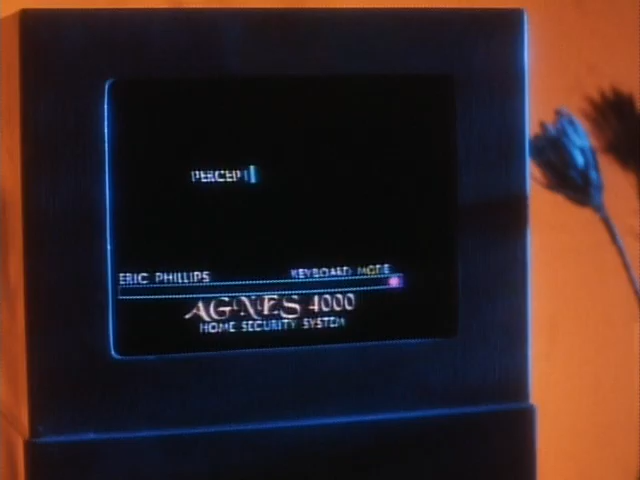 PERCEPT
ERIC PHILLIPS KEYBOARD MODE
AGNES 4000
HOME SECURITY SYSTEM